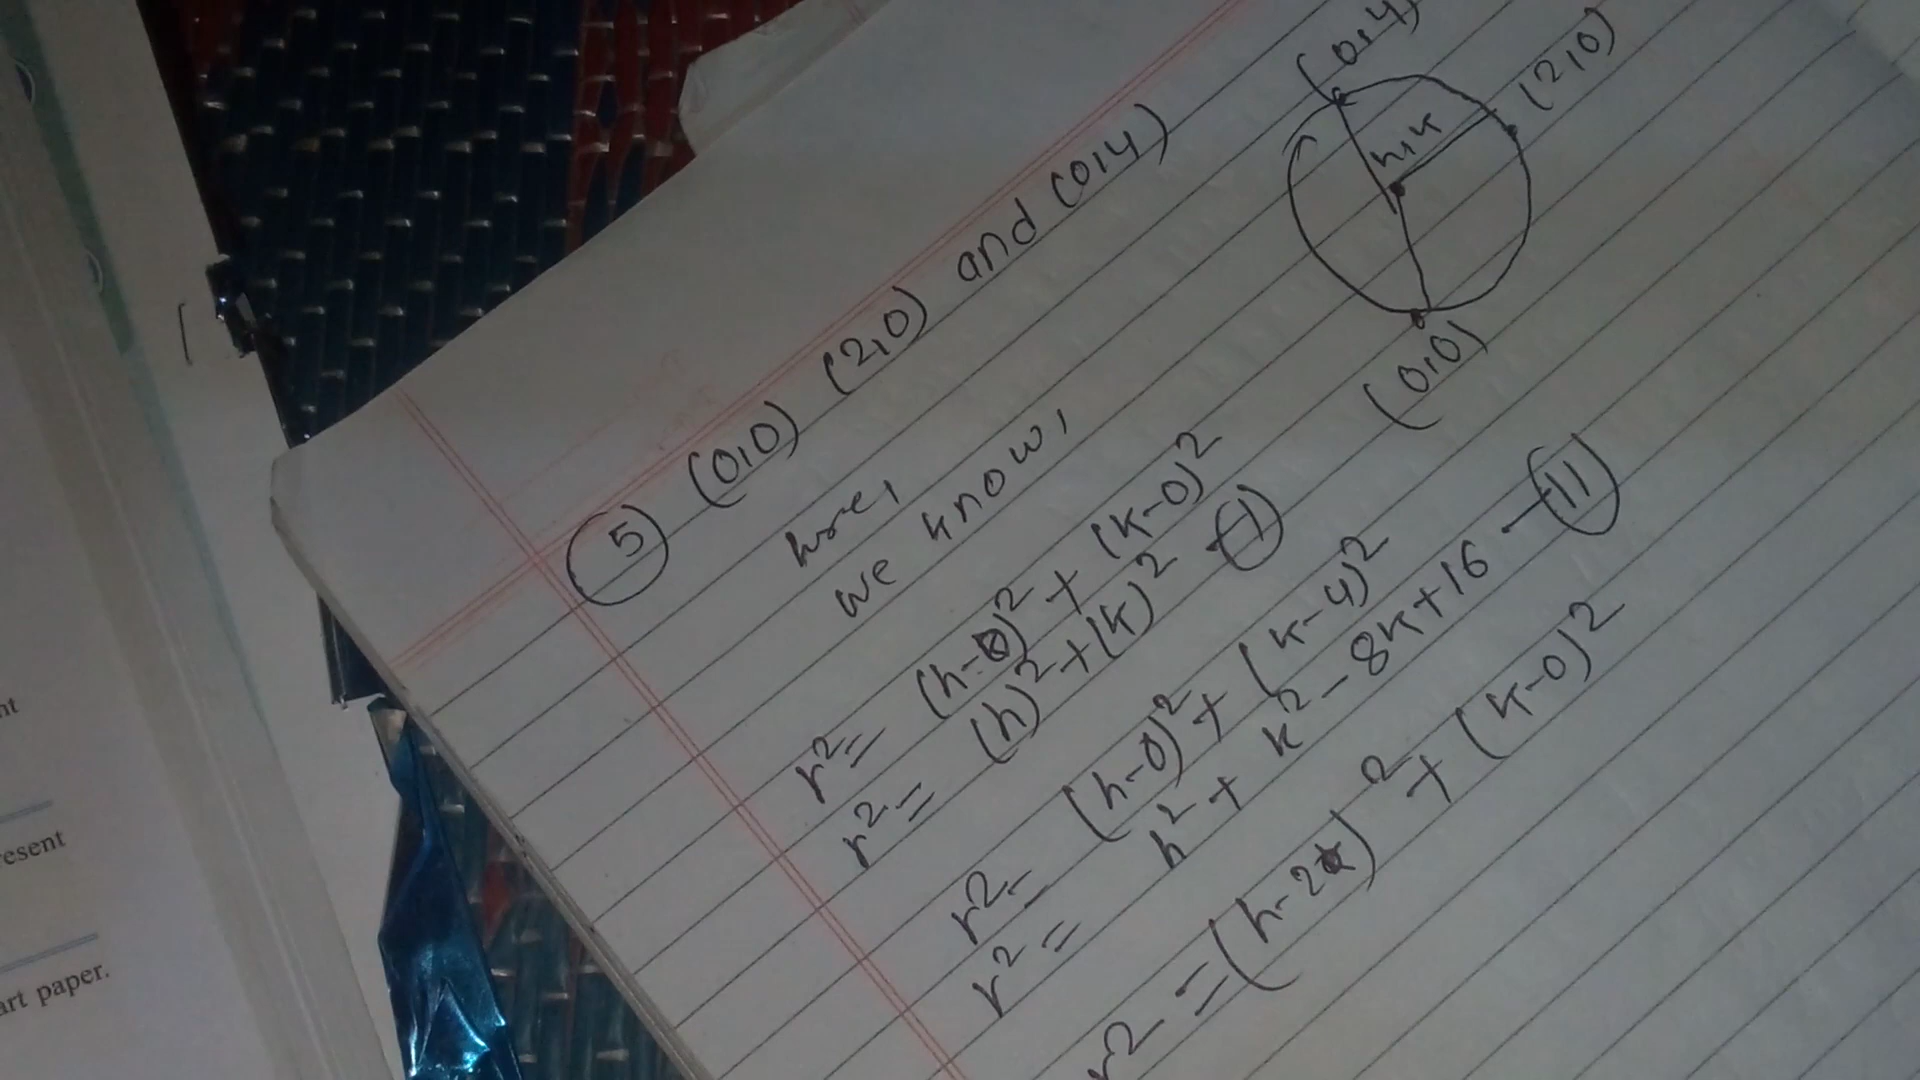 (0,4)
(2,0)
h,k
(0,0)
5 (0,0) (2,0) and (0,4)
hre,
we know,
r²= (h-0)²+ (k-0)²
r²= (h)²+(k)² -I
r²= (h-0)²+ (k-4)²
r²= h²+ k²-8k+16 -II
r²=(h-2)²+(k-0)²
nt
resent
art paper.